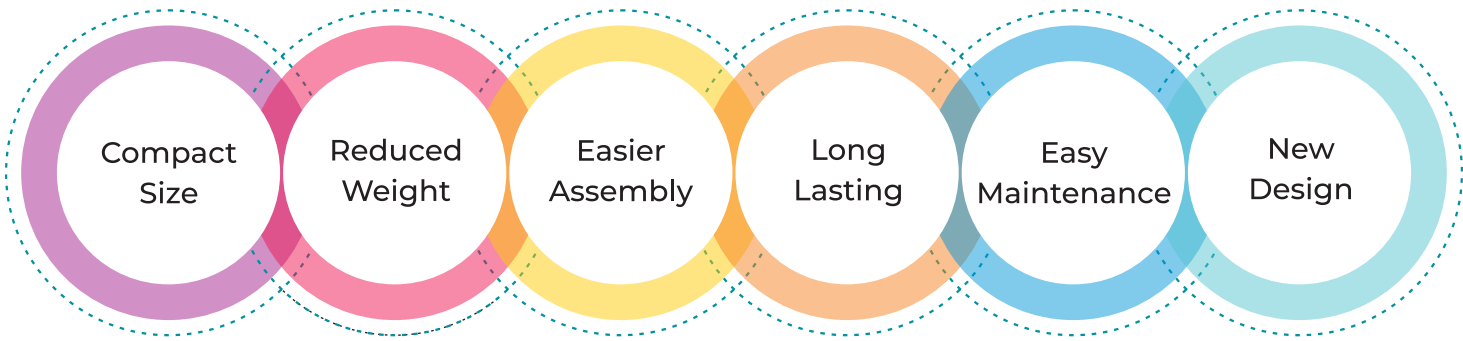 Compact
Size
Reduced
Weight
Easier
Assembly
Long
Lasting
Easy
Maintenance
New
Design